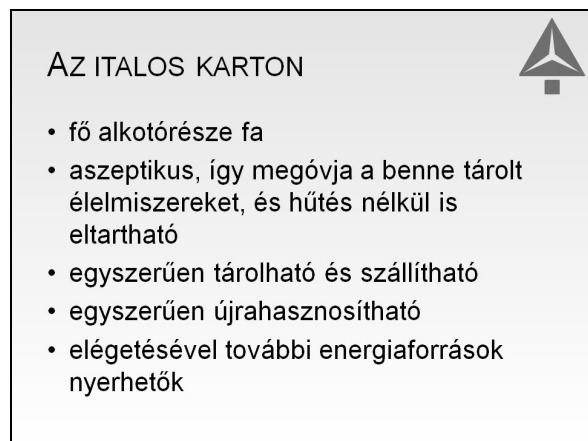 AZ ITALOS KARTON
• fő alkotórésze fa
• aszeptikus, így megóvja a benne tárolt
élelmiszereket, és hűtés nélkül is
eltartható
• egyszerűen tárolható és szállítható
• egyszerűen újrahasznosítható
• elégetésével további energiaforrások
nyerhetők